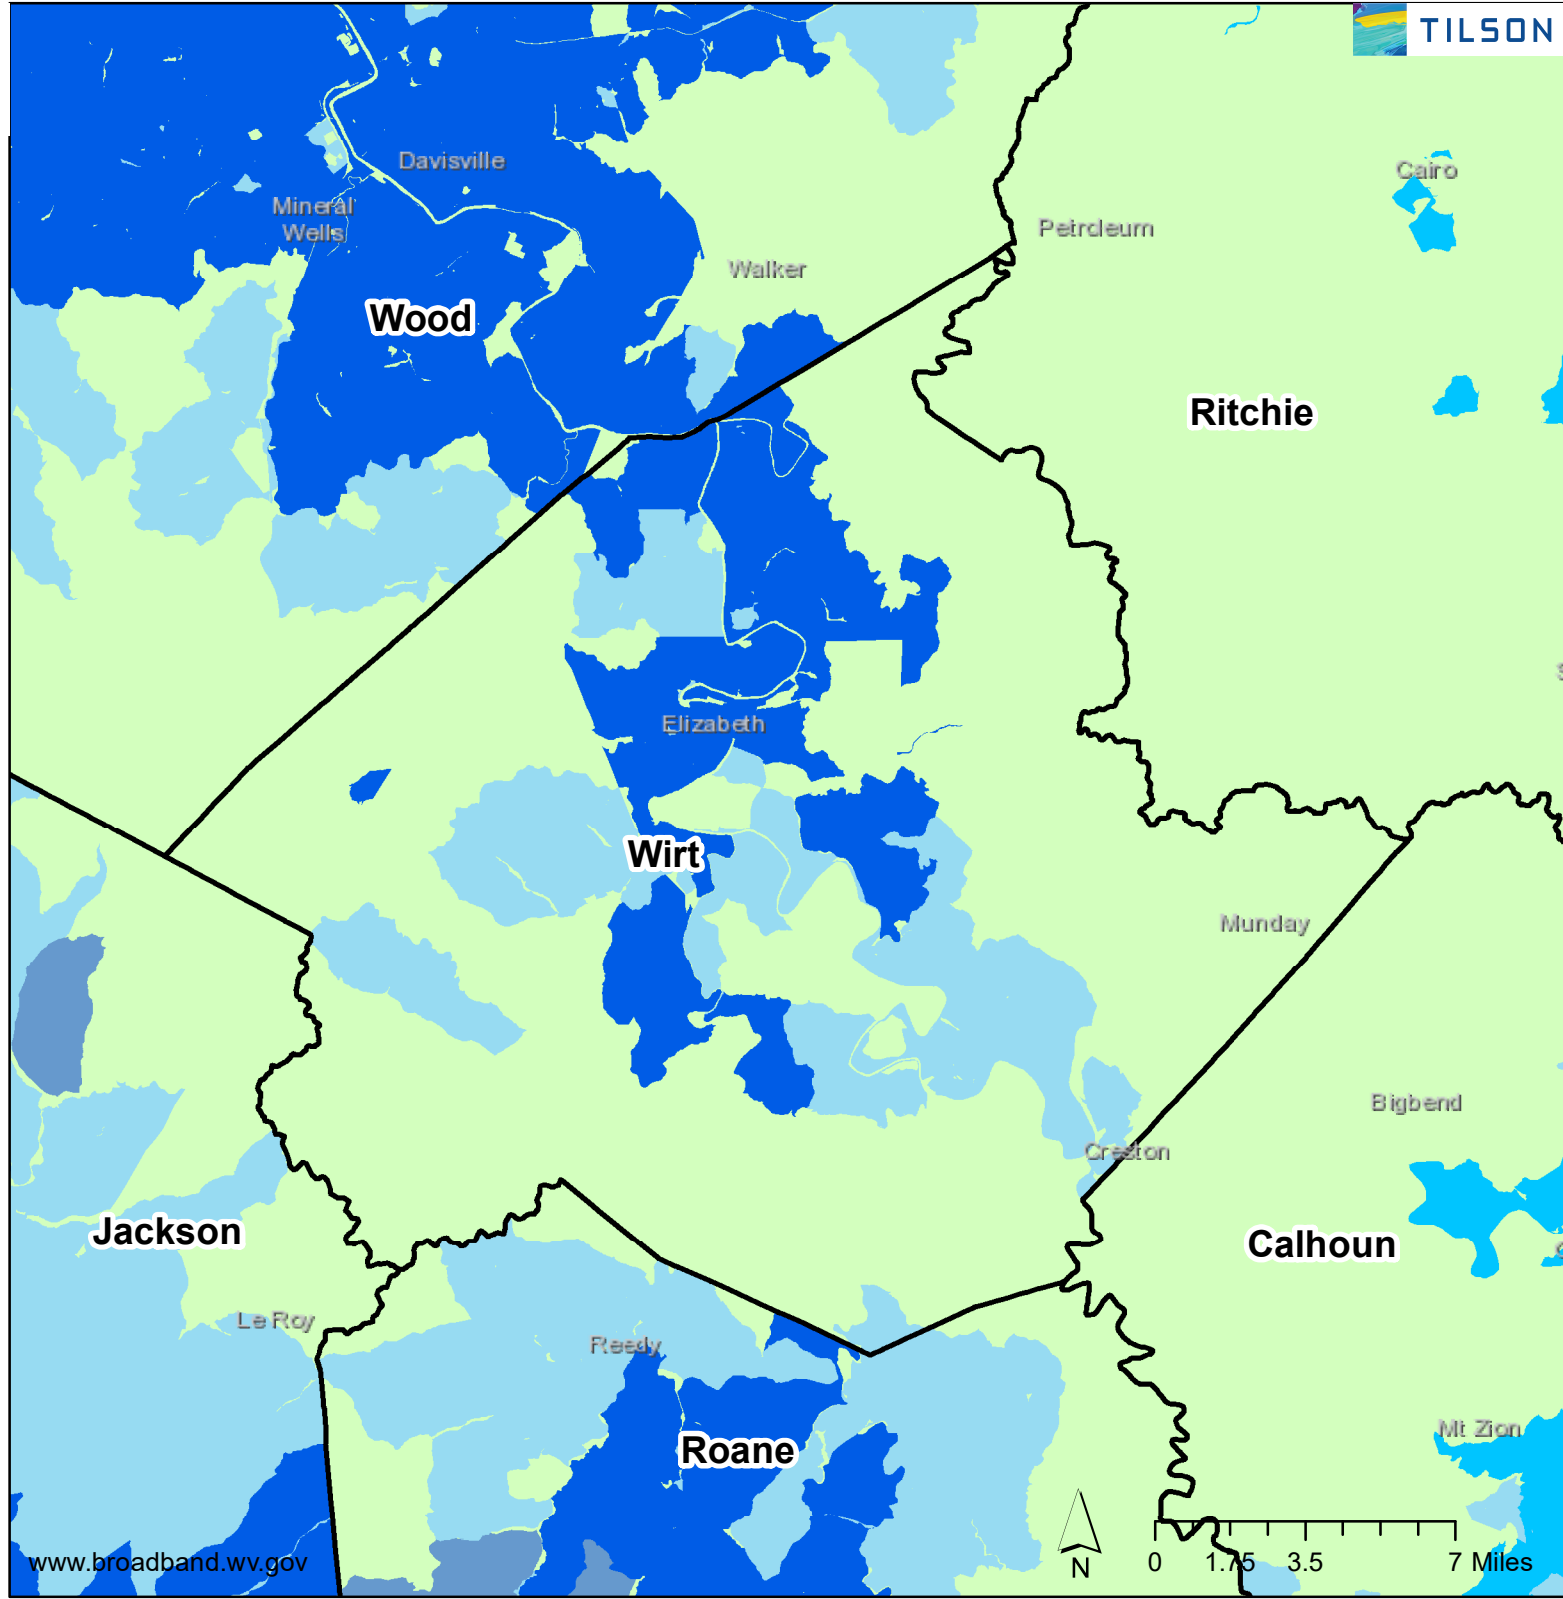 TILSON
Davisville
Cairo
Mineral
Wells
Petroleum
Walker
Wood
Ritchie
Elizabeth
Wirt
Munday
Bigbend
Creston
Jackson
Calhoun
Le Roy
Reedy
Mt Zion
Roane
www.broadband.wv.gov
N
0 1.75 3.5 7 Miles